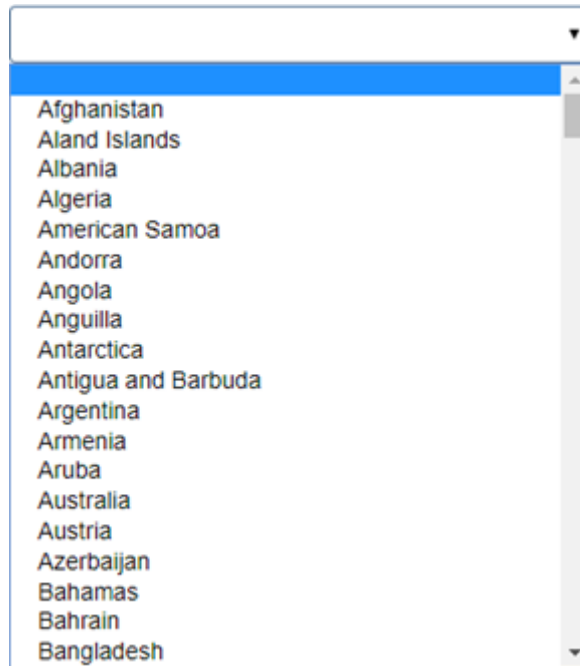 Afghanistan
Aland Islands
Albania
Algeria
American Samoa
Andorra
Angola
Anguilla
Antarctica
Antigua and Barbuda
Argentina
Armenia
Aruba
Australia
Austria
Azerbaijan
Bahamas
Bahrain
Bangladesh